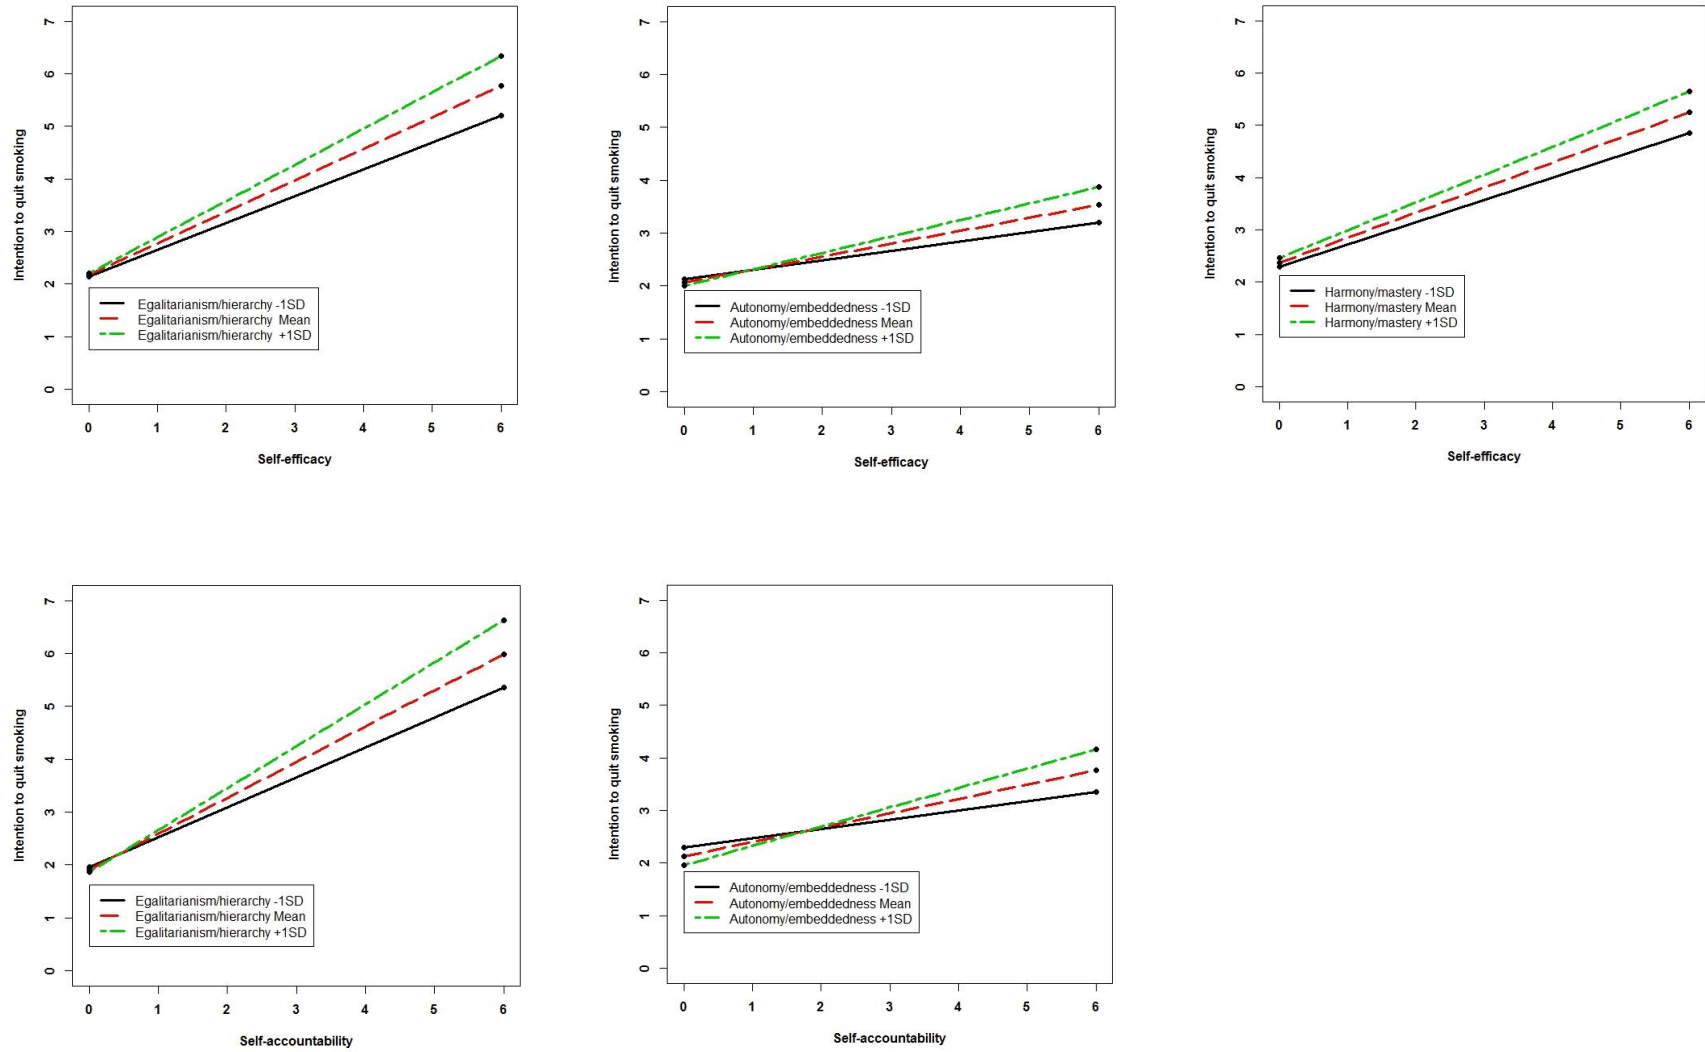 Intention to quit smoking
7
6
5
4
3
2
1
0
Egalitarianism/hierarchy -1SD
Egalitarianism/hierarchy Mean
Egalitarianism/hierarchy +1SD
0 1 2 3 4 5 6
Self-efficacy
Intention to quit smoking
7
6
5
4
3
2
1
0
Autonomy/embeddedness -1SD
Autonomy/embeddedness Mean
Autonomy/embeddedness +1SD
0 1 2 3 4 5 6
Self-efficacy
Intention to quit smoking
7
6
5
4
3
2
1
0
Harmony/mastery -1SD
Harmony/mastery Mean
Harmony/mastery +1SD
0 1 2 3 4 5 6
Self-efficacy
Intention to quit smoking
7
6
5
4
3
2
1
0
Egalitarianism/hierarchy -1SD
Egalitarianism/hierarchy Mean
Egalitarianism/hierarchy +1SD
0 1 2 3 4 5 6
Self-accountability
Intention to quit smoking
7
6
5
4
3
2
1
0
Autonomy/embeddedness -1SD
Autonomy/embeddedness Mean
Autonomy/embeddedness +1SD
0 1 2 3 4 5 6
Self-accountability